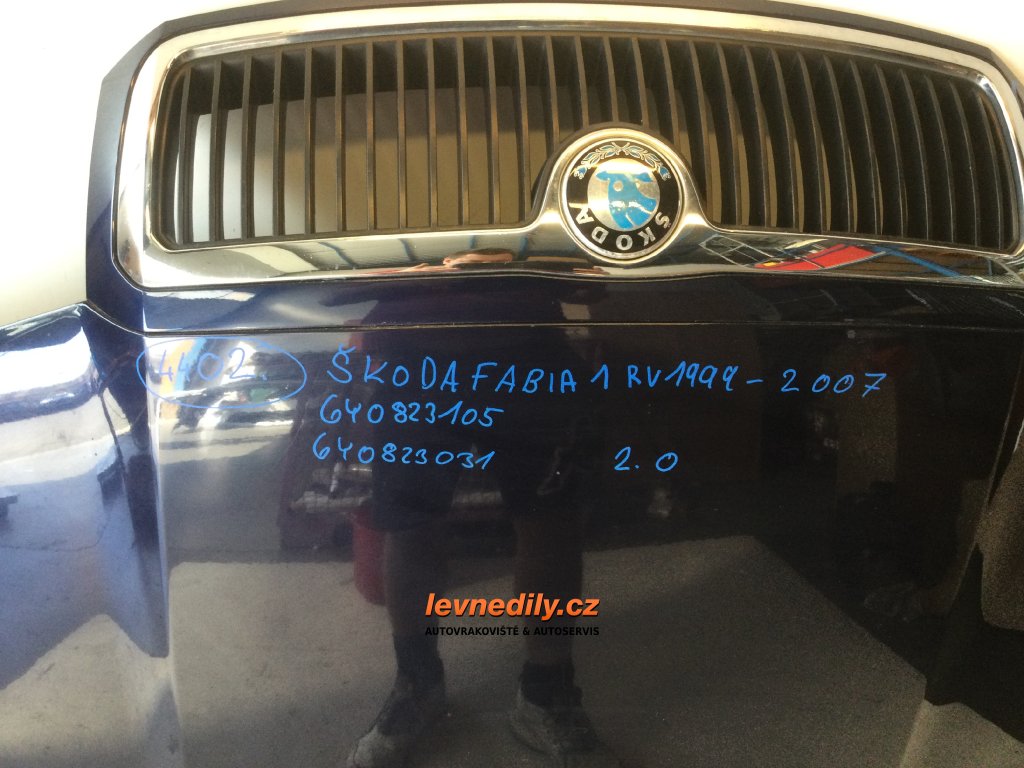 ŠKODA
4402.
ŠKODA FABIA 1 RV1999 - 2007
6Y0823105
6Y0823031 2.0
levnedily.cz
AUTOVRAKOVIŠTĚ & AUTOSERVIS